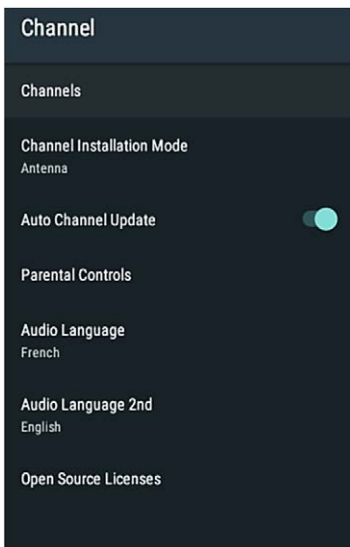 Channel
Channels
Channel Installation Mode
Antenna
Auto Channel Update
Parental Controls
Audio Language
French
Audio Language 2nd
English
Open Source Licenses